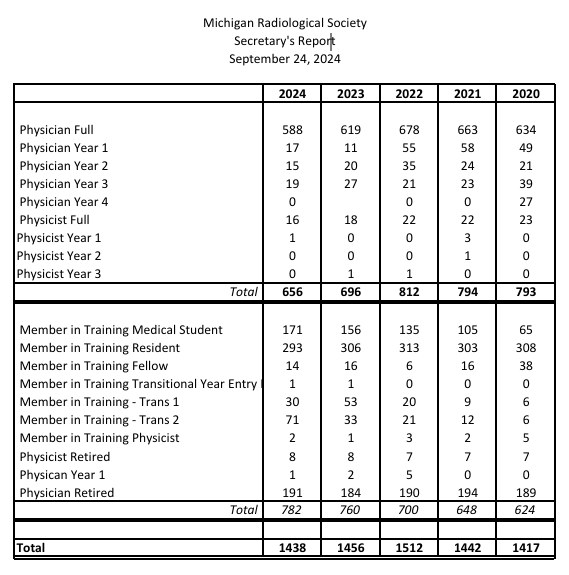 Michigan Radiological Society
Secretary's Report
September 24, 2024
2024 2023 2022 2021 2020
Physician Full 588 619 678 663 634
Physician Year 1 17 11 55 58 49
Physician Year 2 15 20 35 24 21
Physician Year 3 19 27 21 23 39
Physician Year 4 0 0 0 27
Physicist Full 16 18 22 22 23
Physicist Year 1 1 0 0 3 0
Physicist Year 2 0 0 0 1 0
Physicist Year 3 0 1 1 0 0
Total 656 696 812 794 793
Member in Training Medical Student 171 156 135 105 65
Member in Training Resident 293 306 313 303 308
Member in Training Fellow 14 16 6 16 38
Member in Training Transitional Year Entry 1 1 0 0 0
Member in Training - Trans 1 30 53 20 9 6
Member in Training - Trans 2 71 33 21 12 6
Member in Training Physicist 2 1 3 2 5
Physicist Retired 8 8 7 7 7
Physican Year 1 1 2 5 0 0
Physician Retired 191 184 190 194 189
Total 782 760 700 648 624
Total 1438 1456 1512 1442 1417